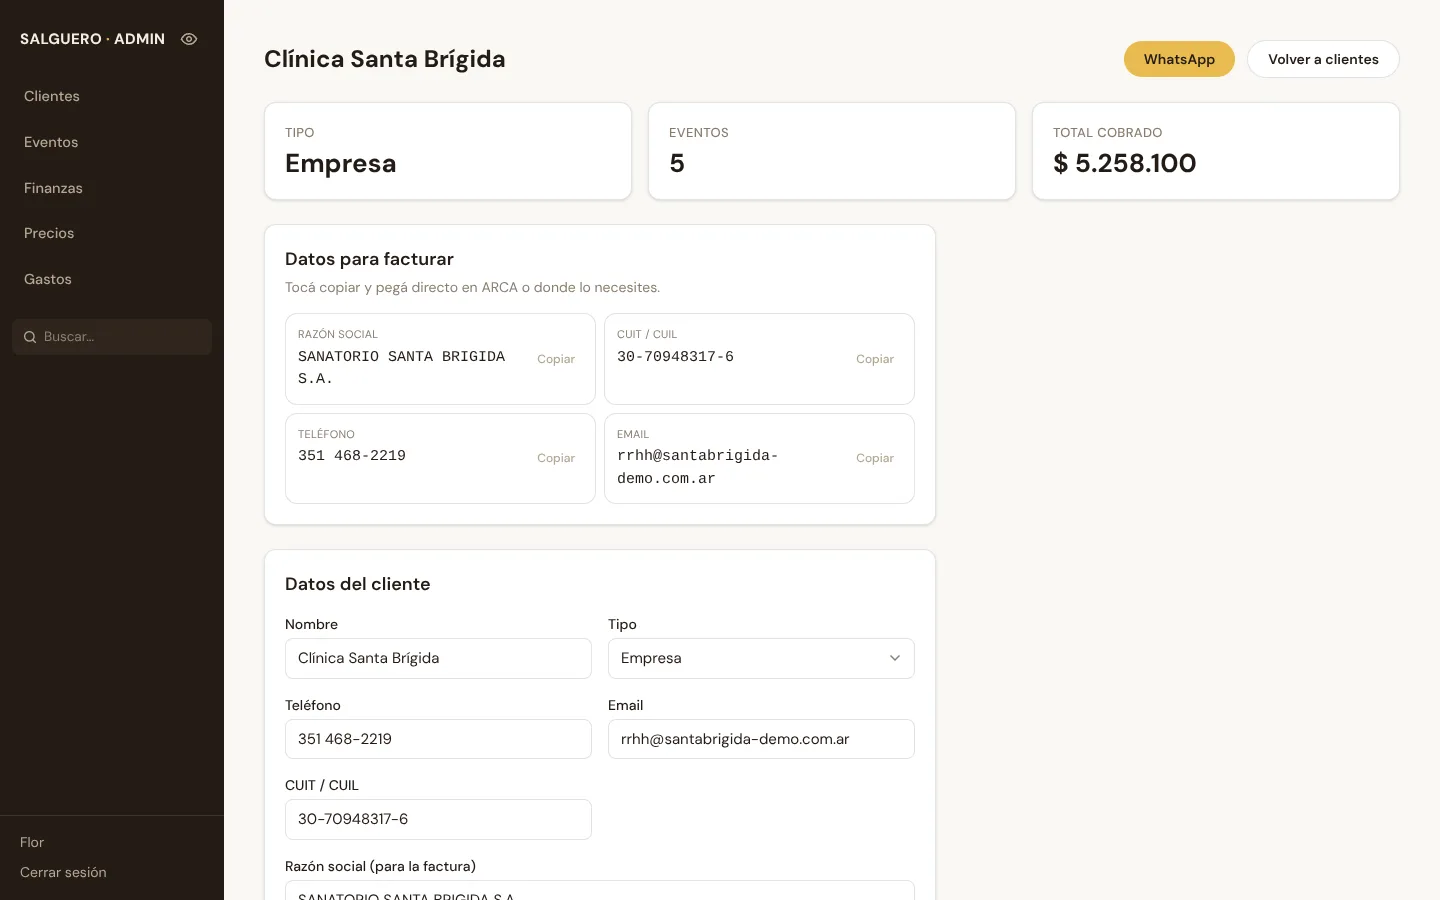 SALGUERO · ADMIN
Clientes
Eventos
Finanzas
Precios
Gastos
Buscar...
Flor
Cerrar sesión
Clínica Santa Brígida
WhatsApp
Volver a clientes
TIPO
Empresa
EVENTOS
5
TOTAL COBRADO
$ 5.258.100
Datos para facturar
Tocá copiar y pegá directo en ARCA o donde lo necesites.
RAZÓN SOCIAL
SANATORIO SANTA BRIGIDA
S.A.
Copiar
CUIT / CUIL
30-70948317-6
Copiar
TELÉFONO
351 468-2219
Copiar
EMAIL
rrhh@santabrigida-
demo.com.ar
Copiar
Datos del cliente
Nombre
Clínica Santa Brígida
Tipo
Empresa
Teléfono
351 468-2219
Email
rrhh@santabrigida-demo.com.ar
CUIT / CUIL
30-70948317-6
Razón social (para la factura)
SANATORIO SANTA BRIGIDA S.A.